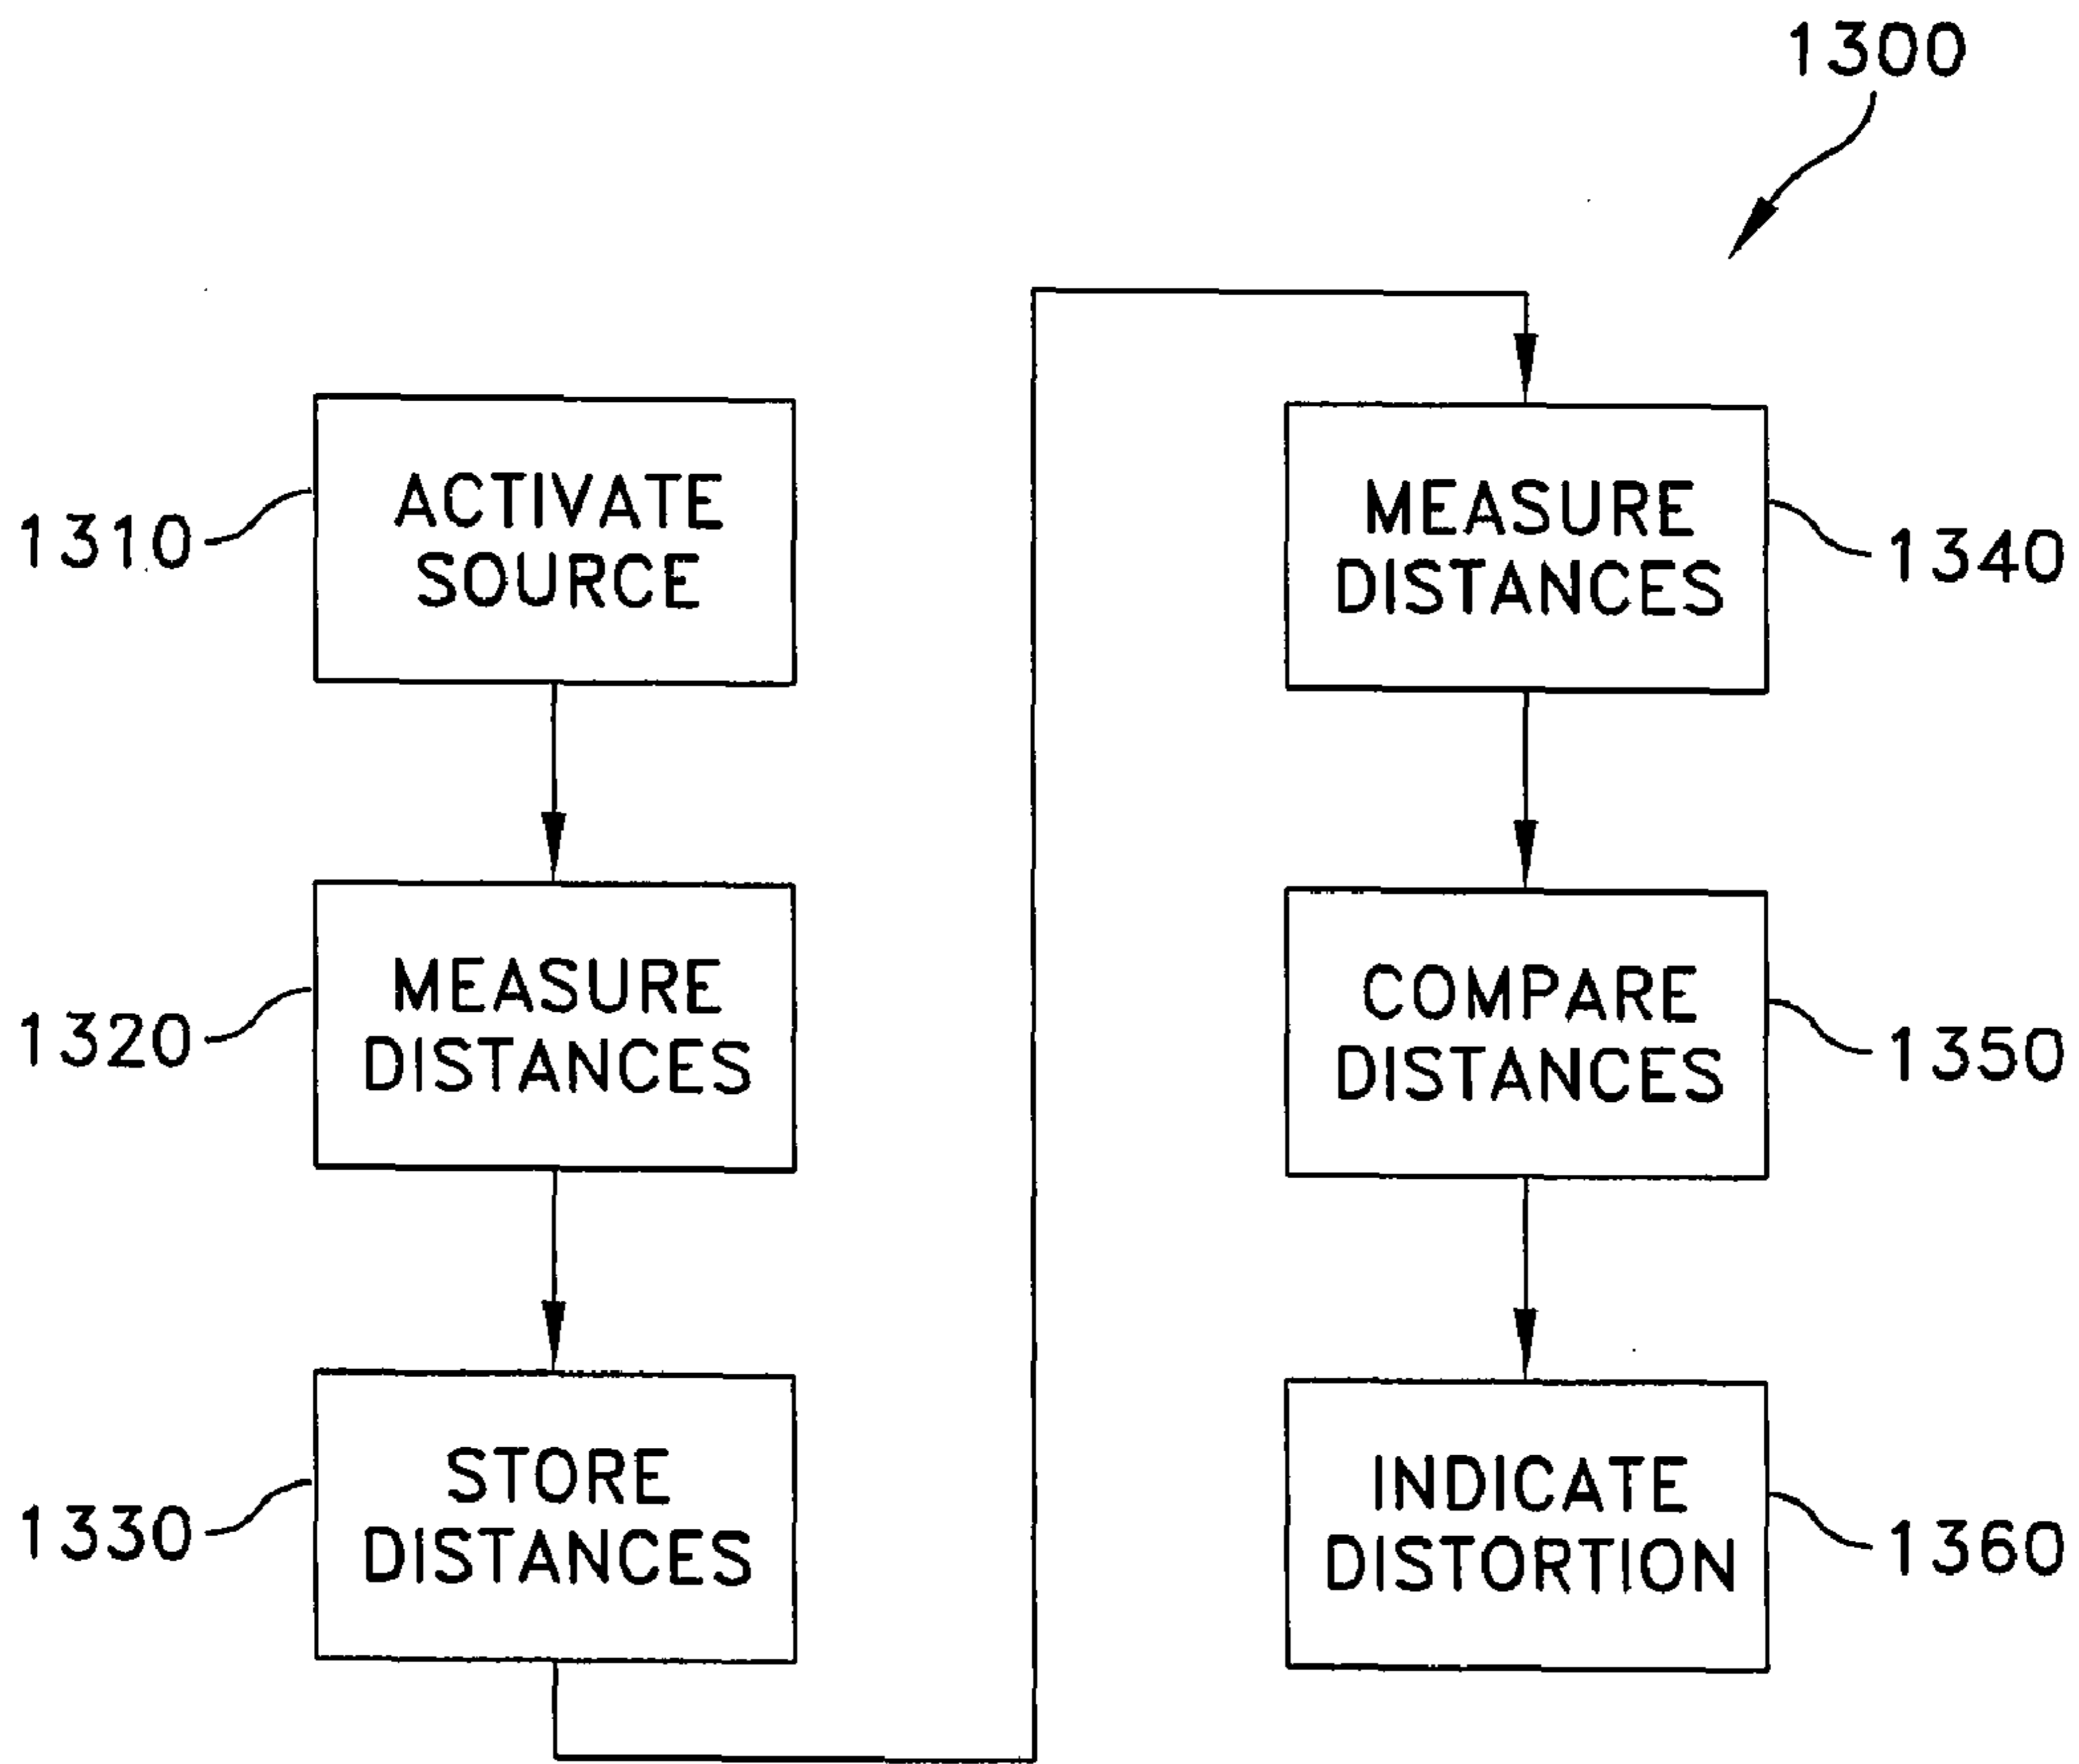 1300
1310
ACTIVATE
SOURCE
1320
MEASURE
DISTANCES
1330
STORE
DISTANCES
MEASURE
DISTANCES
1340
COMPARE
DISTANCES
1350
INDICATE
DISTORTION
1360